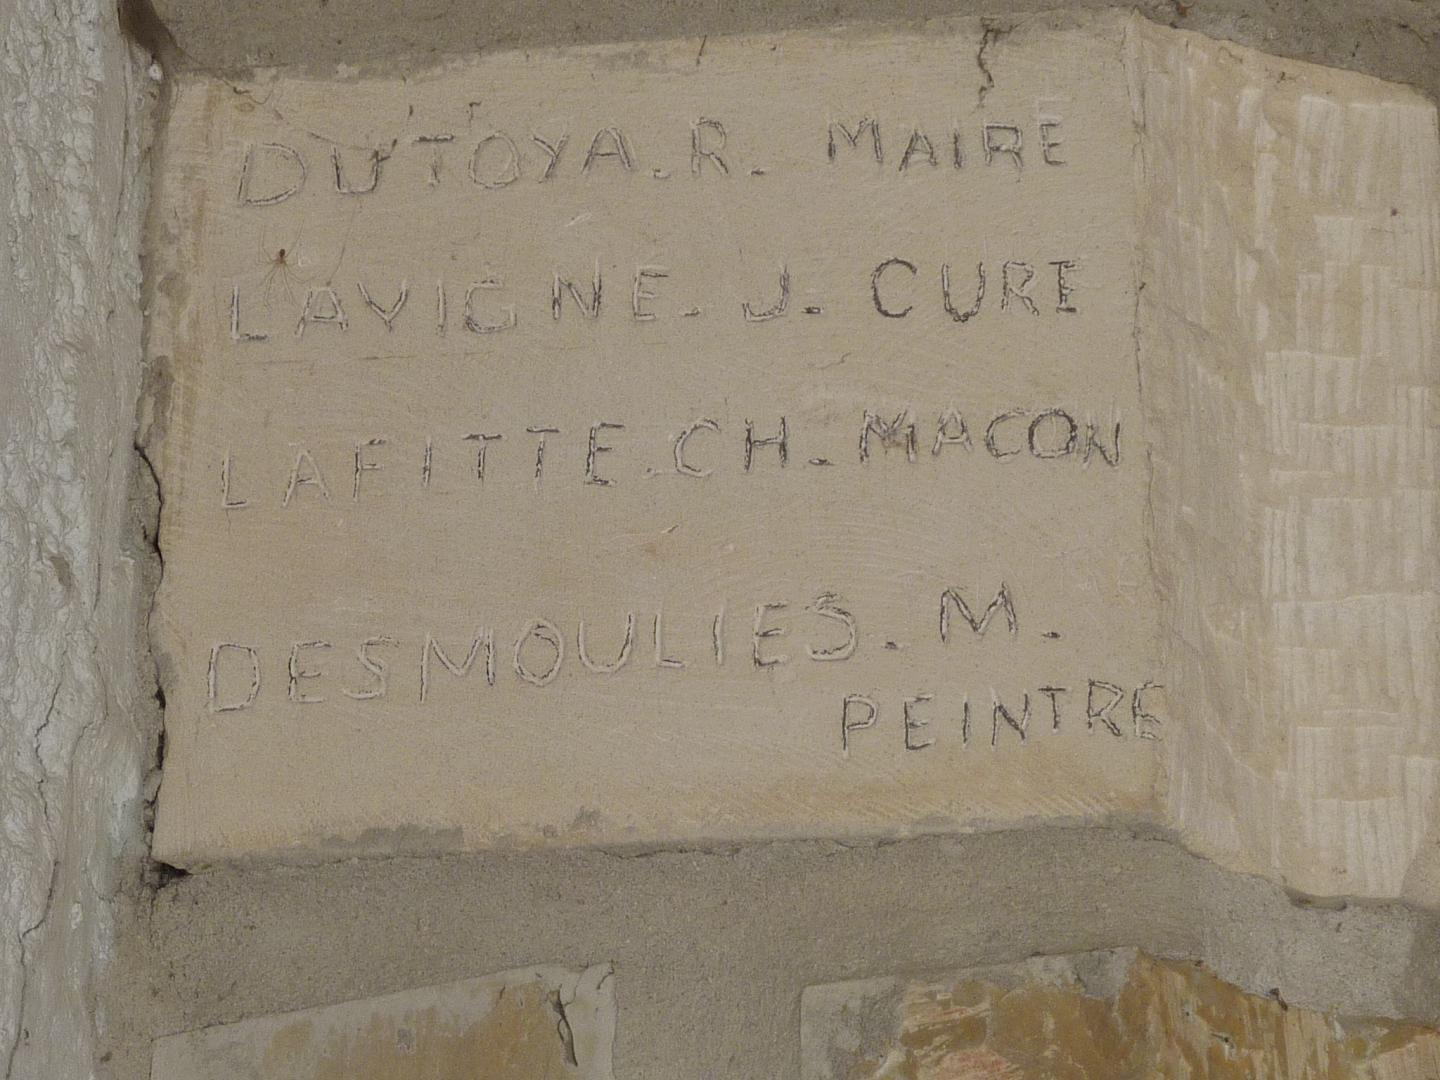 DUTOYA.R. MAIRE
LAVIGNE. J. CURE
LAFITTE.CH.MACON
DESMOULIES. M.
PEINTRE